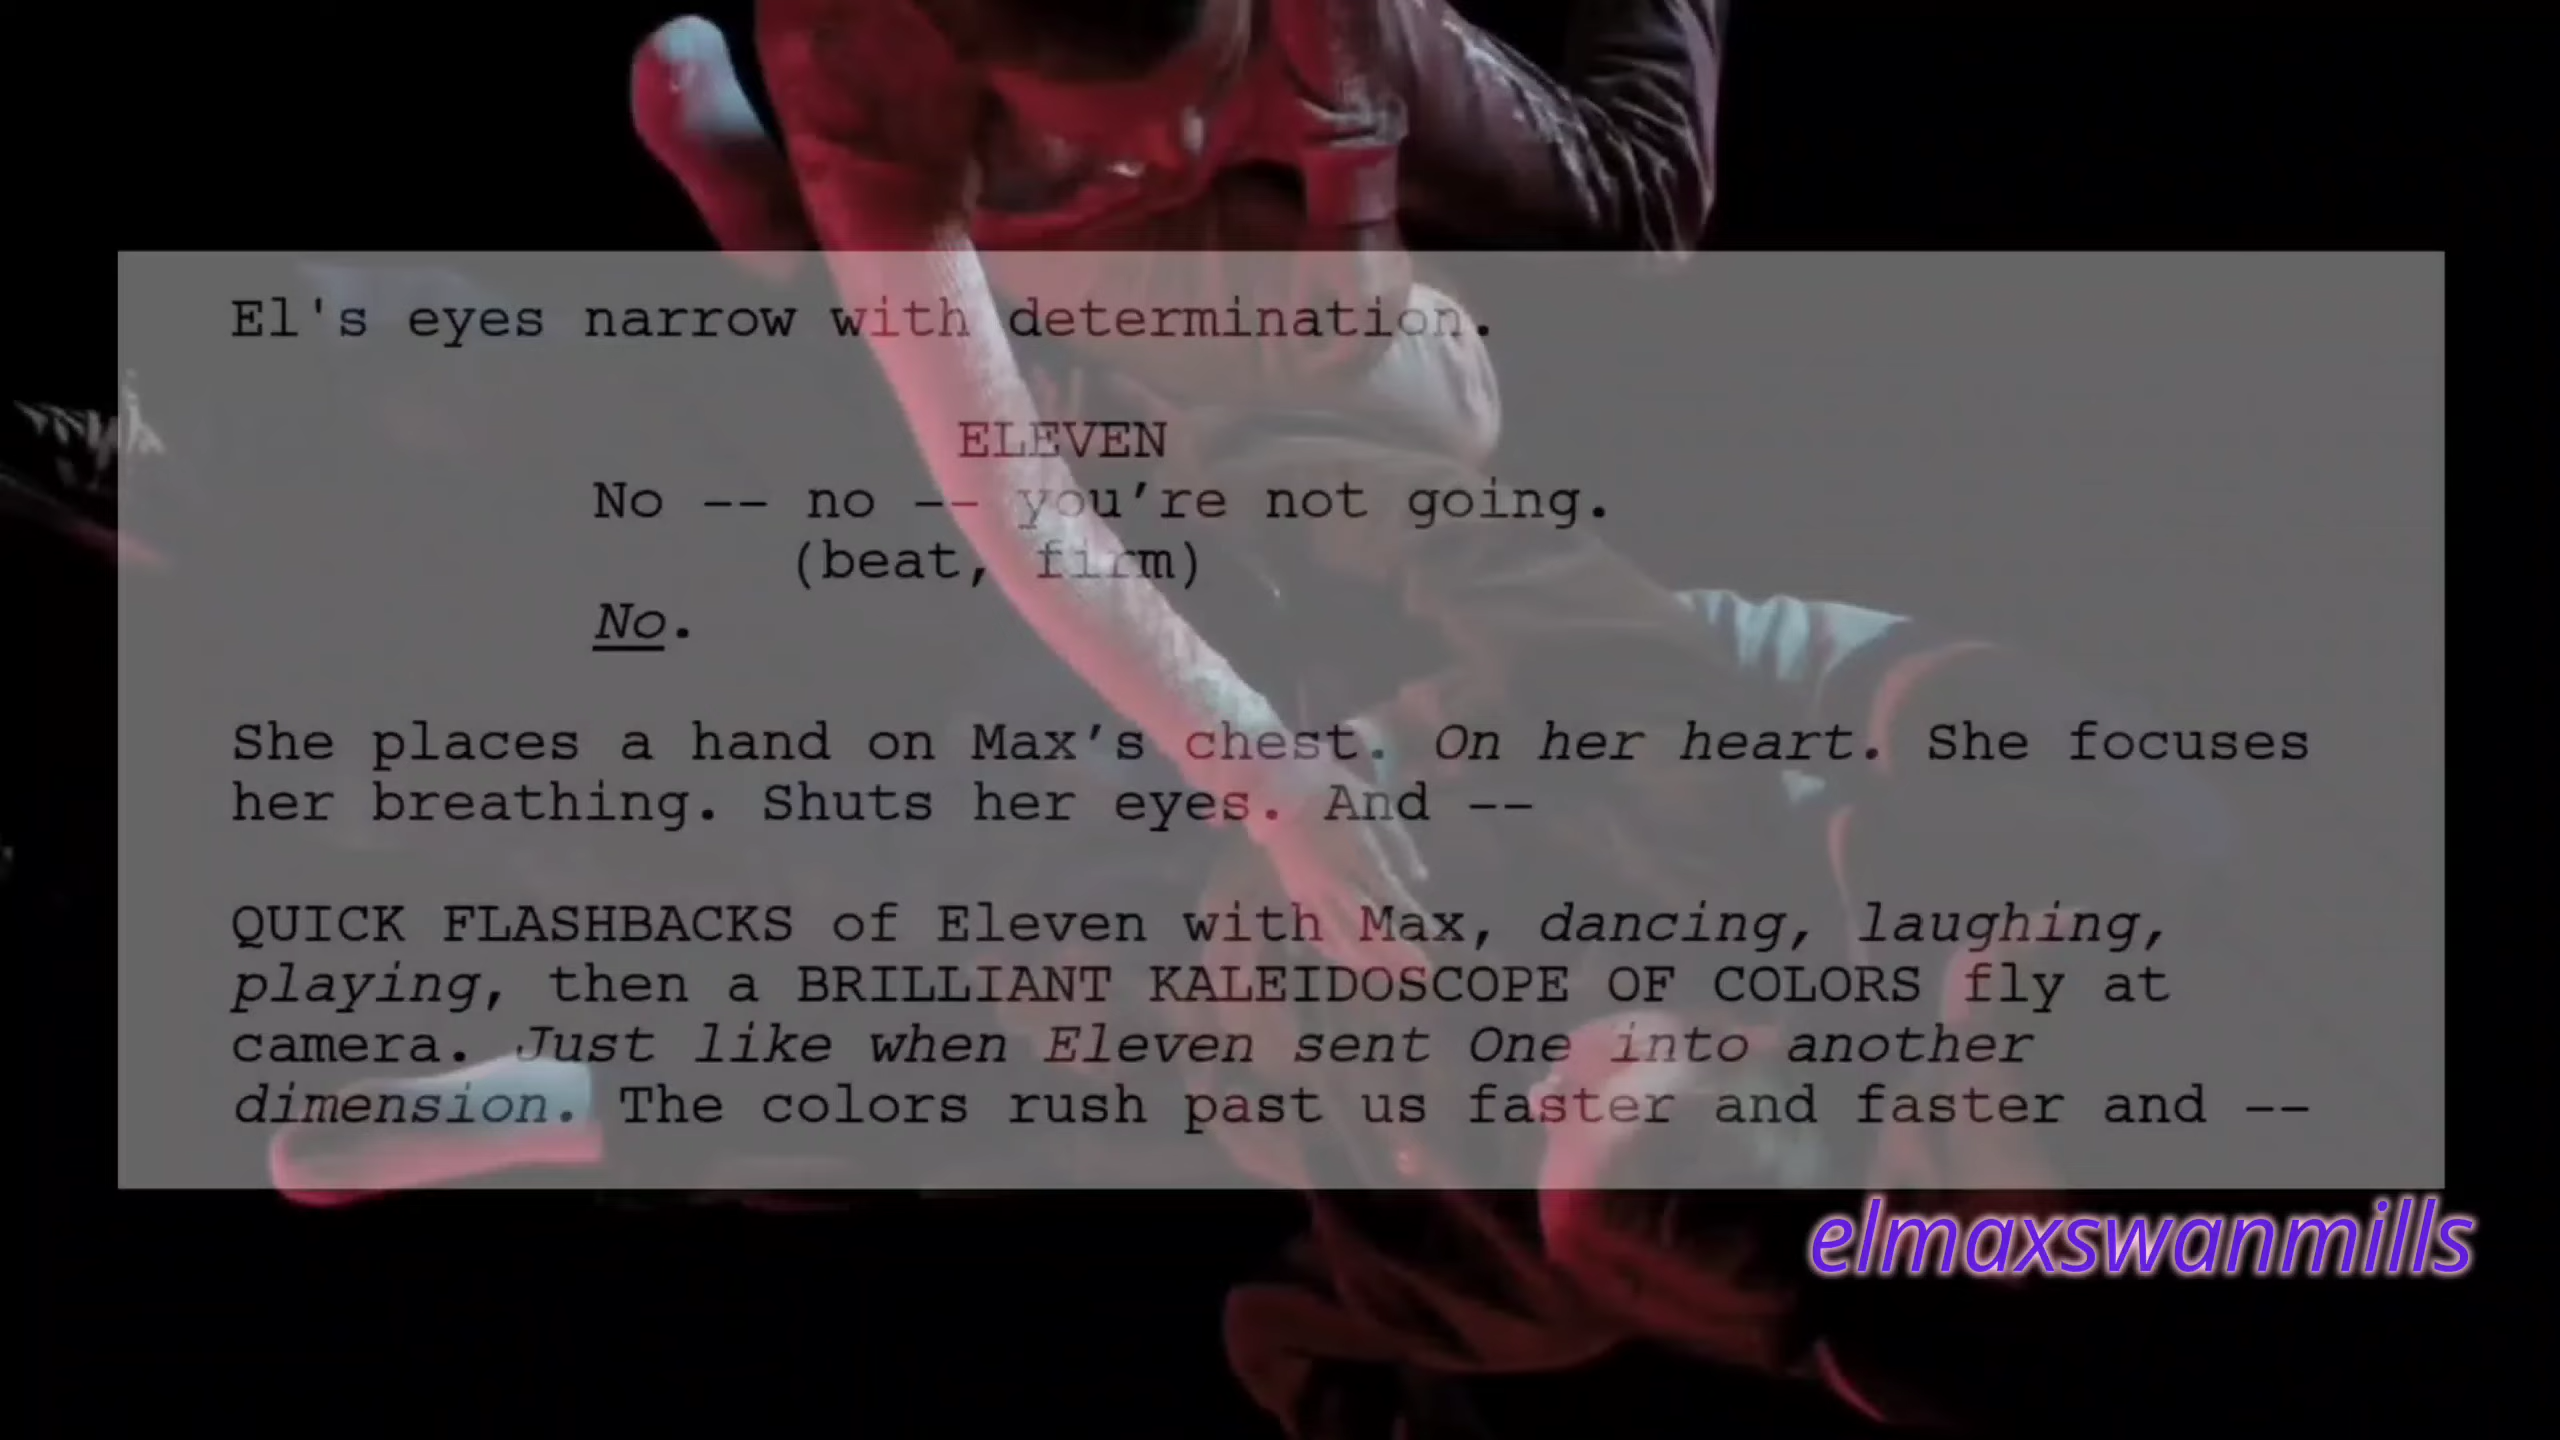 El's eyes narrow with determination.
ELEVEN
No -- no -- you’re not going.
(beat, firm)
No.
She places a hand on Max’s chest. On her heart. She focuses
her breathing. Shuts her eyes. And --
QUICK FLASHBACKS of Eleven with Max, dancing, laughing,
playing, then a BRILLIANT KALEIDOSCOPE OF COLORS fly at
camera. Just like when Eleven sent One into another
dimension. The colors rush past us faster and faster and --
elmaxswanmills